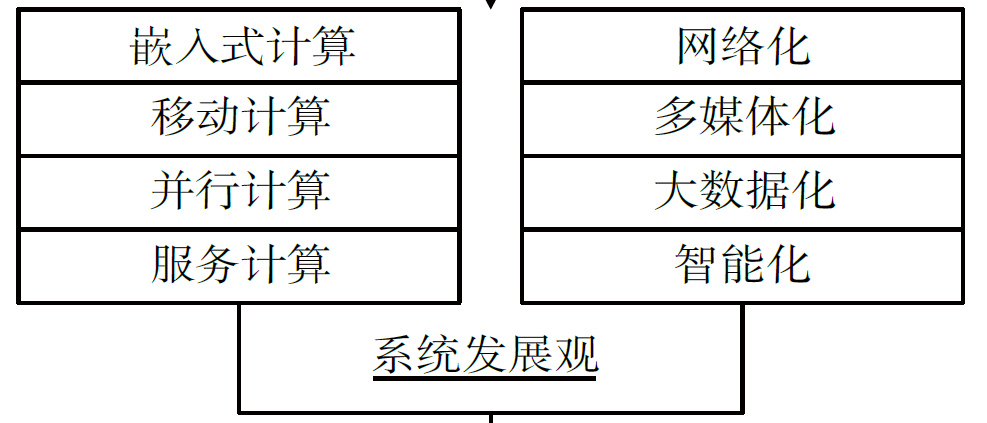 嵌入式计算
移动计算
并行计算
服务计算
网络化
多媒体化
大数据化
智能化
系统发展观